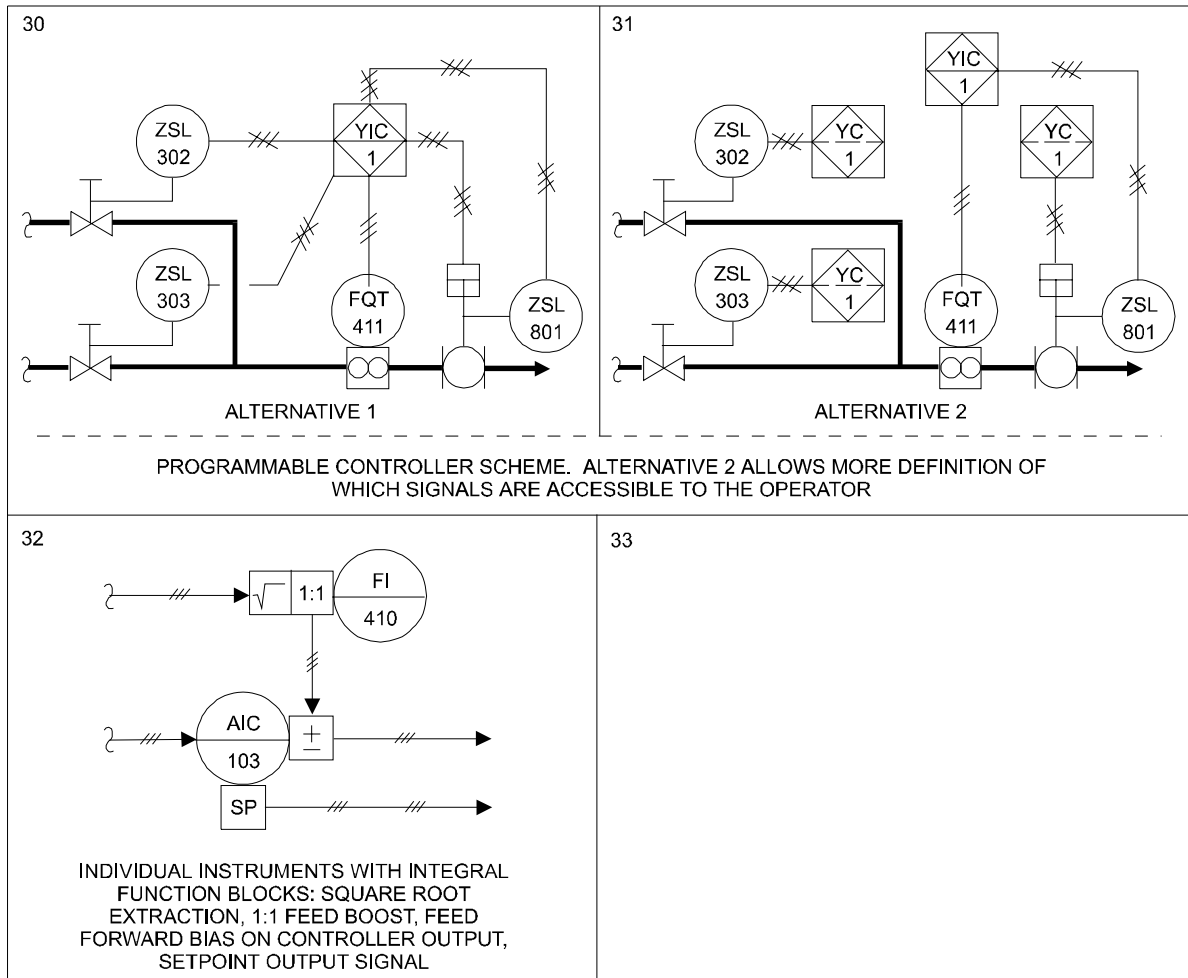 30
ZSL
302
YIC
1
ZSL
303
FQT
411
ZSL
801
ALTERNATIVE 1
31
YIC
1
ZSL
302
YC
1
YC
1
ZSL
303
YC
1
FQT
411
ZSL
801
ALTERNATIVE 2
PROGRAMMABLE CONTROLLER SCHEME. ALTERNATIVE 2 ALLOWS MORE DEFINITION OF
WHICH SIGNALS ARE ACCESSIBLE TO THE OPERATOR
32
√ 1:1 FI
410
AIC ±
103
SP
INDIVIDUAL INSTRUMENTS WITH INTEGRAL
FUNCTION BLOCKS: SQUARE ROOT
EXTRACTION, 1:1 FEED BOOST, FEED
FORWARD BIAS ON CONTROLLER OUTPUT,
SETPOINT OUTPUT SIGNAL
33